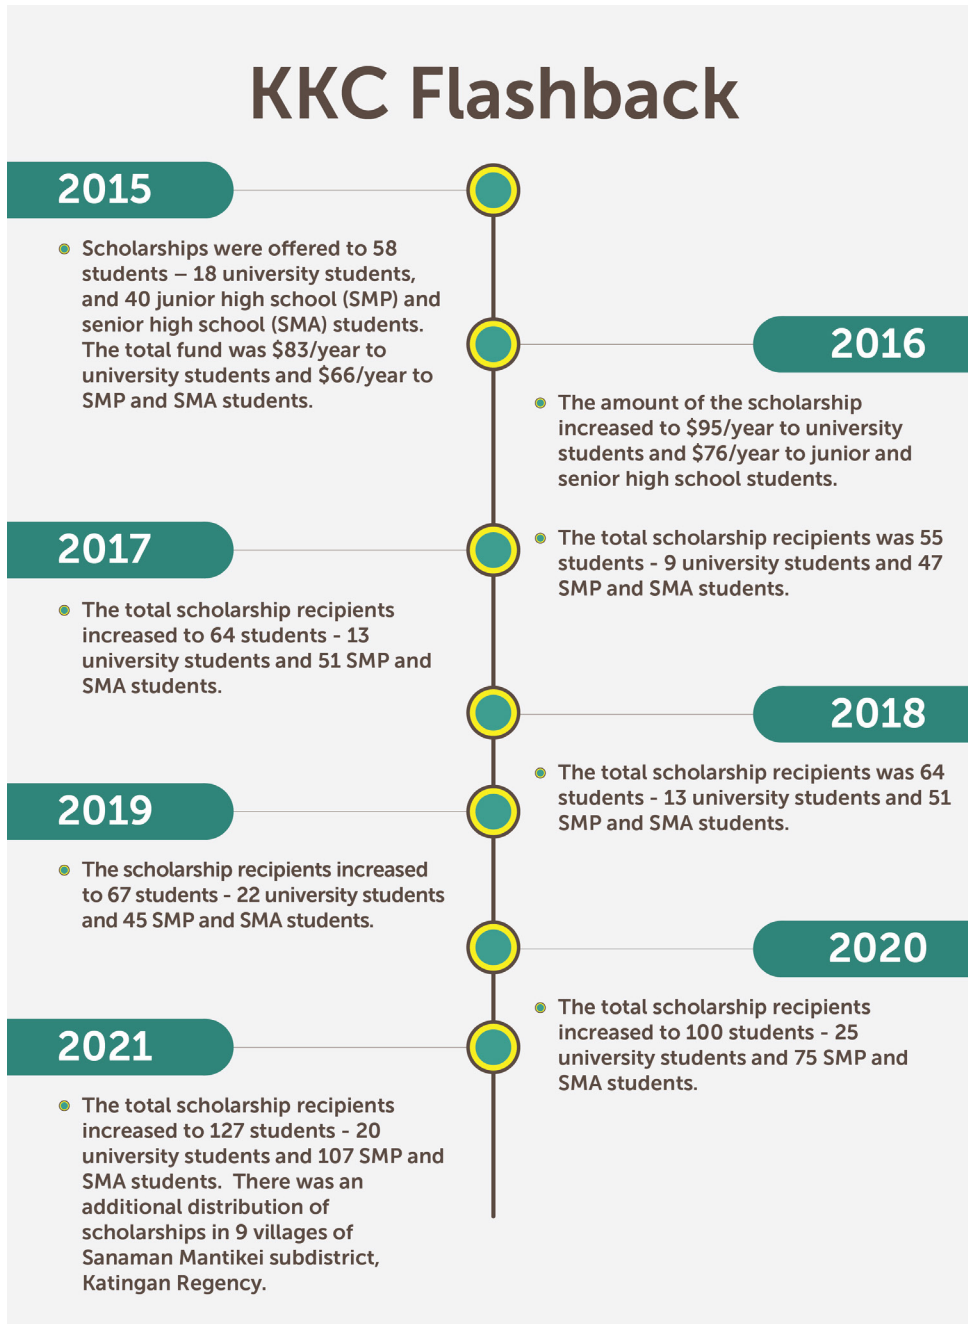 KKC Flashback
2015
Scholarships were offered to 58
students – 18 university students,
and 40 junior high school (SMP) and
senior high school (SMA) students.
The total fund was $83/year to
university students and $66/year to
SMP and SMA students.
2016
The amount of the scholarship
increased to $95/year to university
students and $76/year to junior and
senior high school students.
The total scholarship recipients was 55
students - 9 university students and 47
SMP and SMA students.
2017
The total scholarship recipients
increased to 64 students - 13
university students and 51 SMP and
SMA students.
2018
The total scholarship recipients was 64
students - 13 university students and 51
SMP and SMA students.
2019
The scholarship recipients increased
to 67 students - 22 university students
and 45 SMP and SMA students.
2020
The total scholarship recipients
increased to 100 students - 25
university students and 75 SMP and
SMA students.
2021
The total scholarship recipients
increased to 127 students - 20
university students and 107 SMP and
SMA students.  There was an
additional distribution of
scholarships in 9 villages of
Sanaman Mantikei subdistrict,
Katingan Regency.